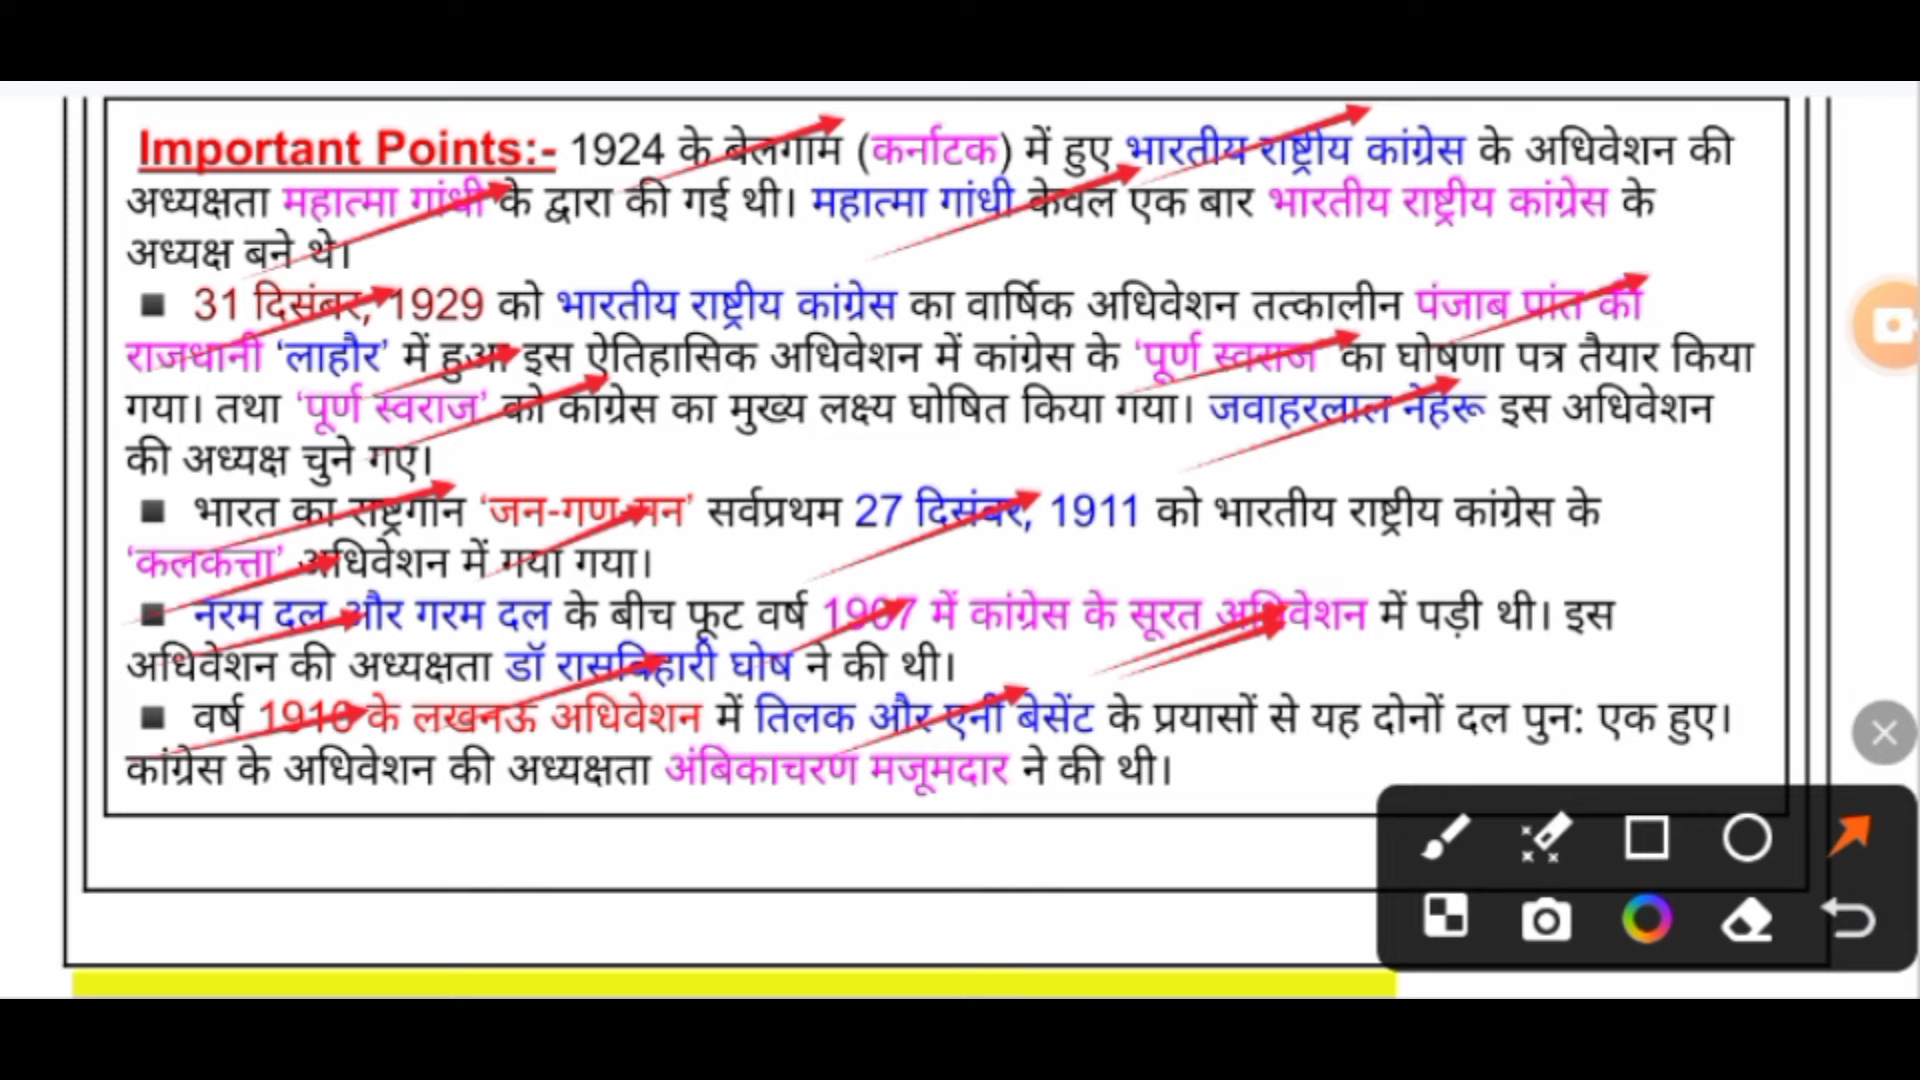 Important Points:- 1924 के बेलगाम (कर्नाटक) में हुए भारतीय राष्ट्रीय कांग्रेस के अधिवेशन की
अध्यक्षता महात्मा गांधी के द्वारा की गई थी। महात्मा गांधी केवल एक बार भारतीय राष्ट्रीय कांग्रेस के
अध्यक्ष बने थे।
■ 31 दिसंबर, 1929 को भारतीय राष्ट्रीय कांग्रेस का वार्षिक अधिवेशन तत्कालीन पंजाब पांत की
राजधानी ‘लाहौर’ में हुआ इस ऐतिहासिक अधिवेशन में कांग्रेस के ‘पूर्ण स्वराज’ का घोषणा पत्र तैयार किया
गया। तथा ‘पूर्ण स्वराज’ को कांग्रेस का मुख्य लक्ष्य घोषित किया गया। जवाहरलाल नेहरू इस अधिवेशन
की अध्यक्ष चुने गए।
■ भारत का राष्ट्रगान ‘जन-गण-मन’ सर्वप्रथम 27 दिसंबर, 1911 को भारतीय राष्ट्रीय कांग्रेस के
‘कलकत्ता’ अधिवेशन में गया गया।
■ नरम दल और गरम दल के बीच फूट वर्ष 1907 में कांग्रेस के सूरत अधिवेशन में पड़ी थी। इस
अधिवेशन की अध्यक्षता डॉ रासबिहारी घोष ने की थी।
■ वर्ष 1916 के लखनऊ अधिवेशन में तिलक और एनी बेसेंट के प्रयासों से यह दोनों दल पुन: एक हुए।
कांग्रेस के अधिवेशन की अध्यक्षता अंबिकाचरण मजूमदार ने की थी।